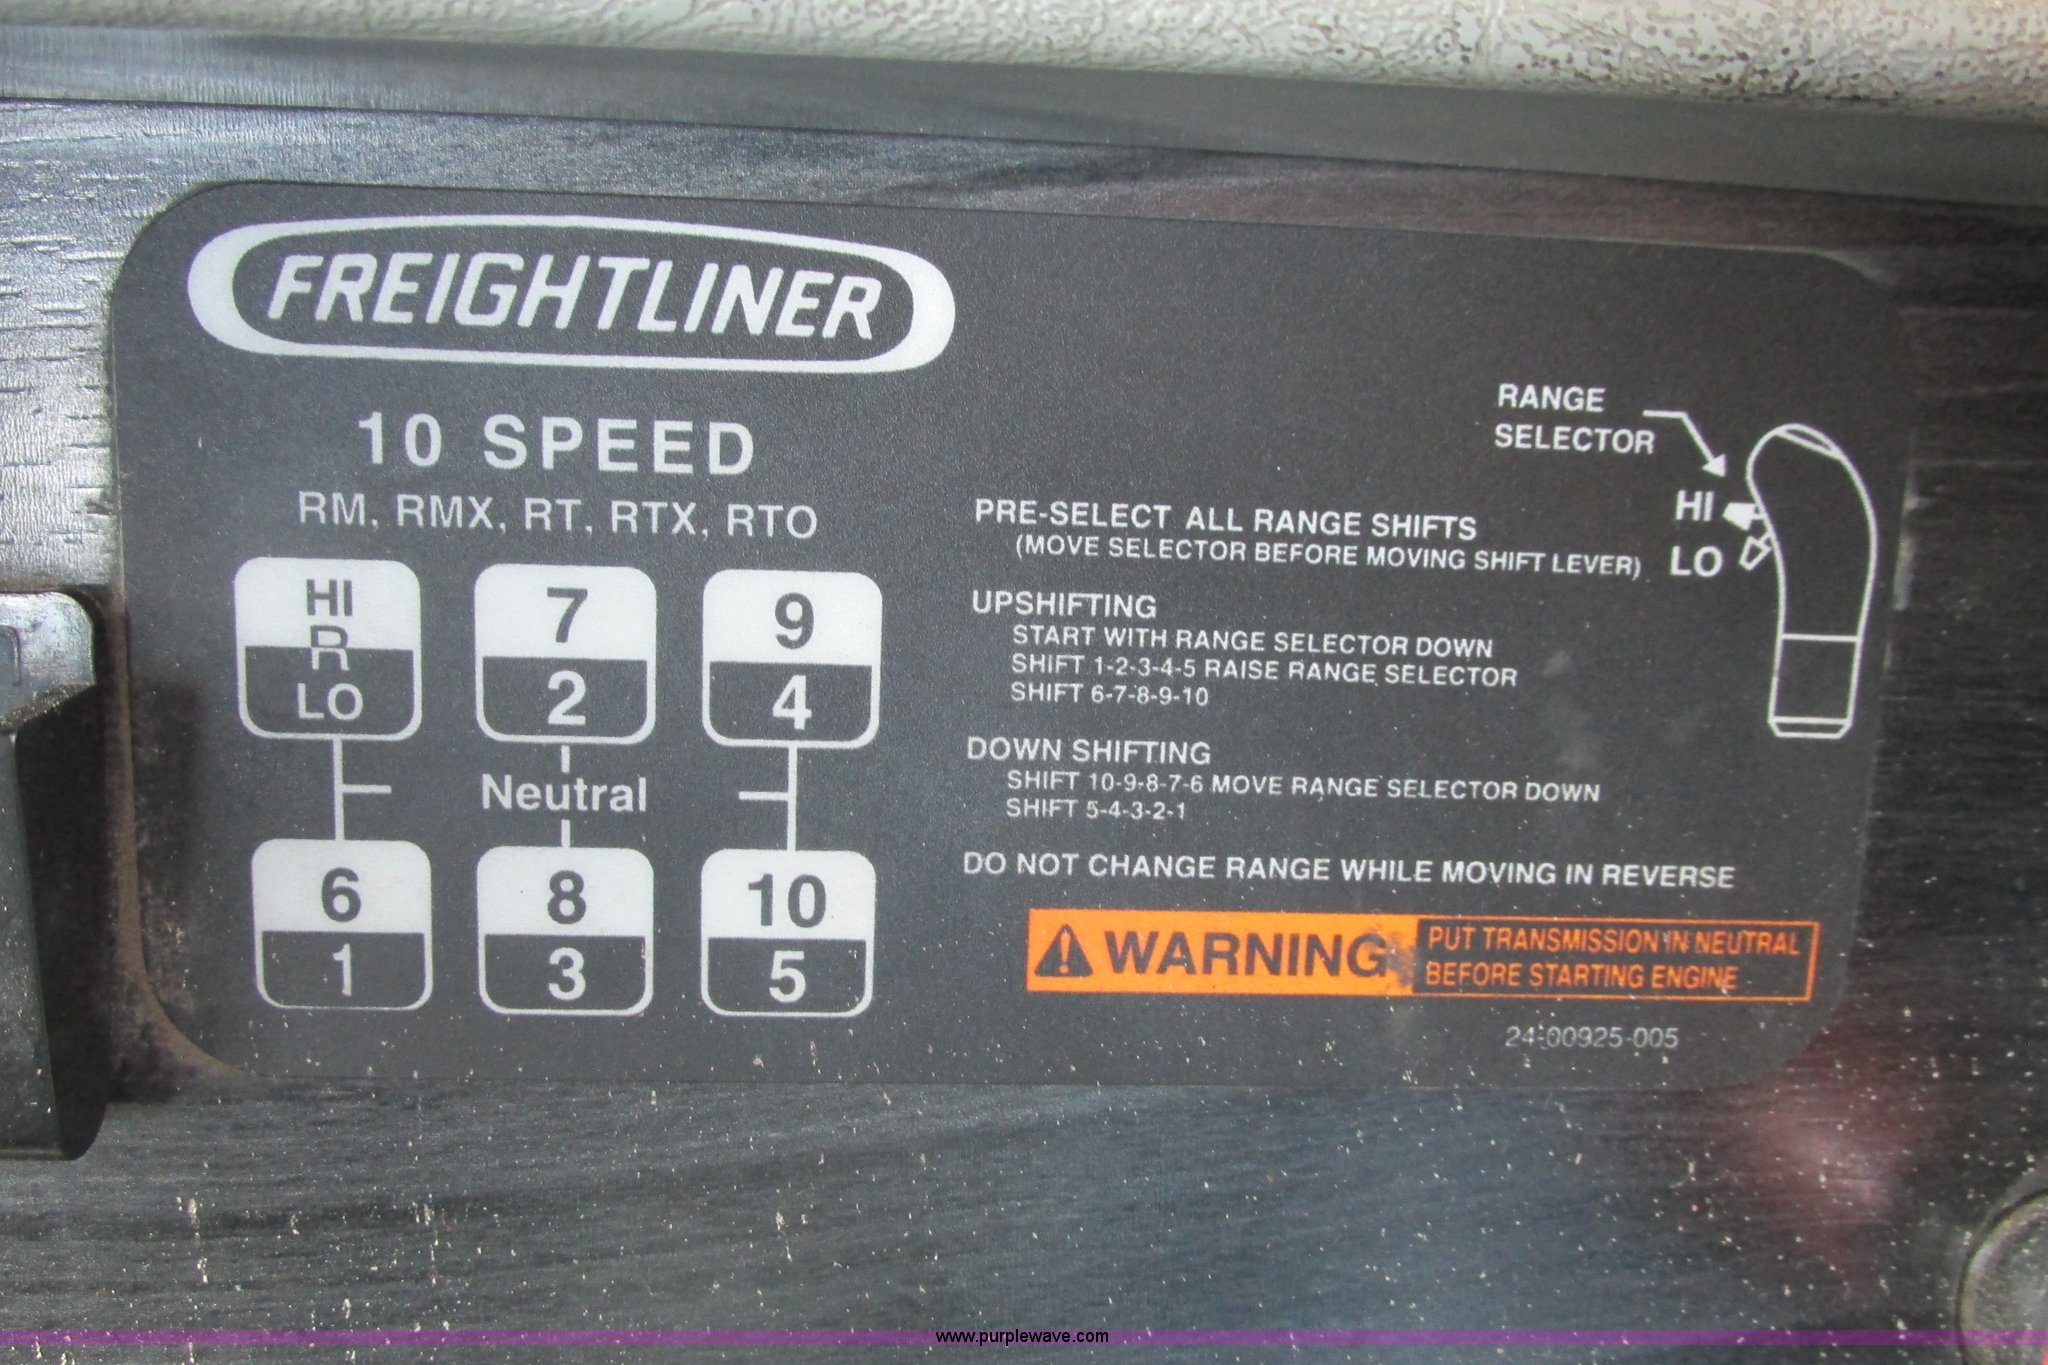 FREIGHTLINER
10 SPEED
RM, RMX, RT, RTX, RTO
HI
R
LO
7
2
9
4
Neutral
6
1
8
3
10
5
RANGE
SELECTOR
HI
LO
PRE-SELECT ALL RANGE SHIFTS
(MOVE SELECTOR BEFORE MOVING SHIFT LEVER)
UPSHIFTING
START WITH RANGE SELECTOR DOWN
SHIFT 1-2-3-4-5 RAISE RANGE SELECTOR
SHIFT 6-7-8-9-10
DOWN SHIFTING
SHIFT 10-9-8-7-6 MOVE RANGE SELECTOR DOWN
SHIFT 5-4-3-2-1
DO NOT CHANGE RANGE WHILE MOVING IN REVERSE
WARNING
PUT TRANSMISSION IN NEUTRAL
BEFORE STARTING ENGINE
24-00925-005
www.purplewave.com